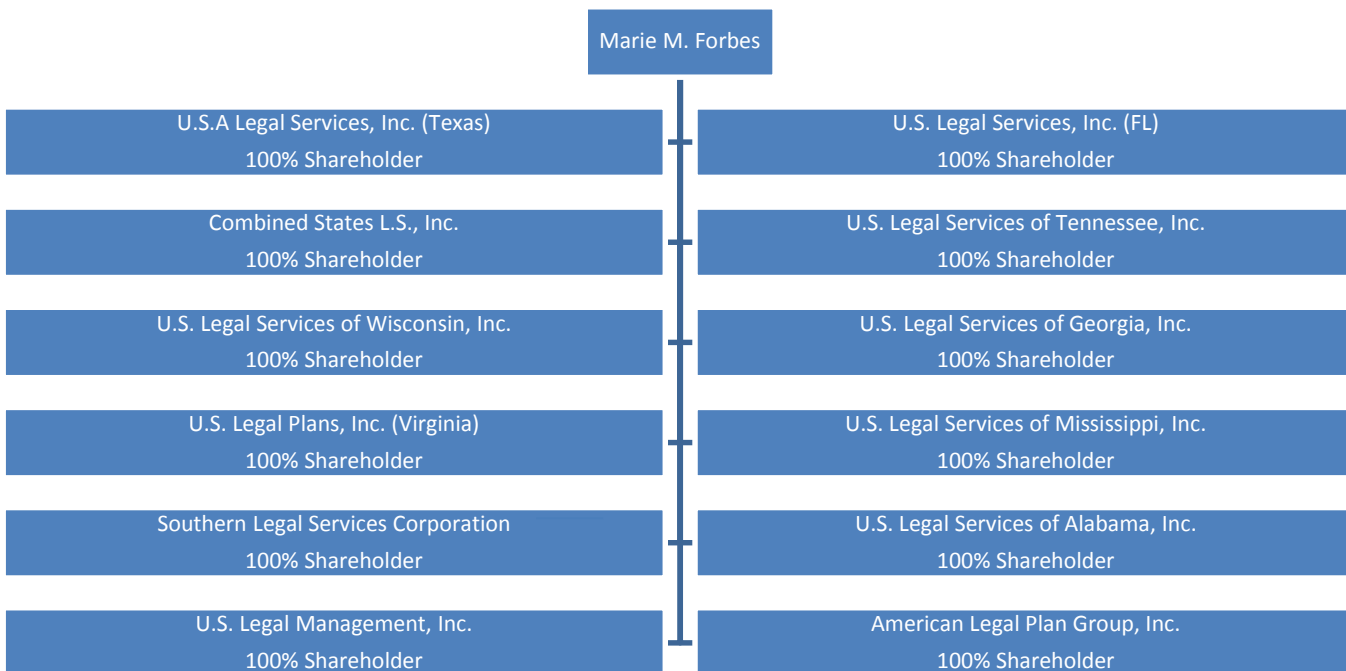 Marie M. Forbes
U.S.A Legal Services, Inc. (Texas)
100% Shareholder
U.S. Legal Services, Inc. (FL)
100% Shareholder
Combined States L.S., Inc.
100% Shareholder
U.S. Legal Services of Tennessee, Inc.
100% Shareholder
U.S. Legal Services of Wisconsin, Inc.
100% Shareholder
U.S. Legal Services of Georgia, Inc.
100% Shareholder
U.S. Legal Plans, Inc. (Virginia)
100% Shareholder
U.S. Legal Services of Mississippi, Inc.
100% Shareholder
Southern Legal Services Corporation
100% Shareholder
U.S. Legal Services of Alabama, Inc.
100% Shareholder
U.S. Legal Management, Inc.
100% Shareholder
American Legal Plan Group, Inc.
100% Shareholder